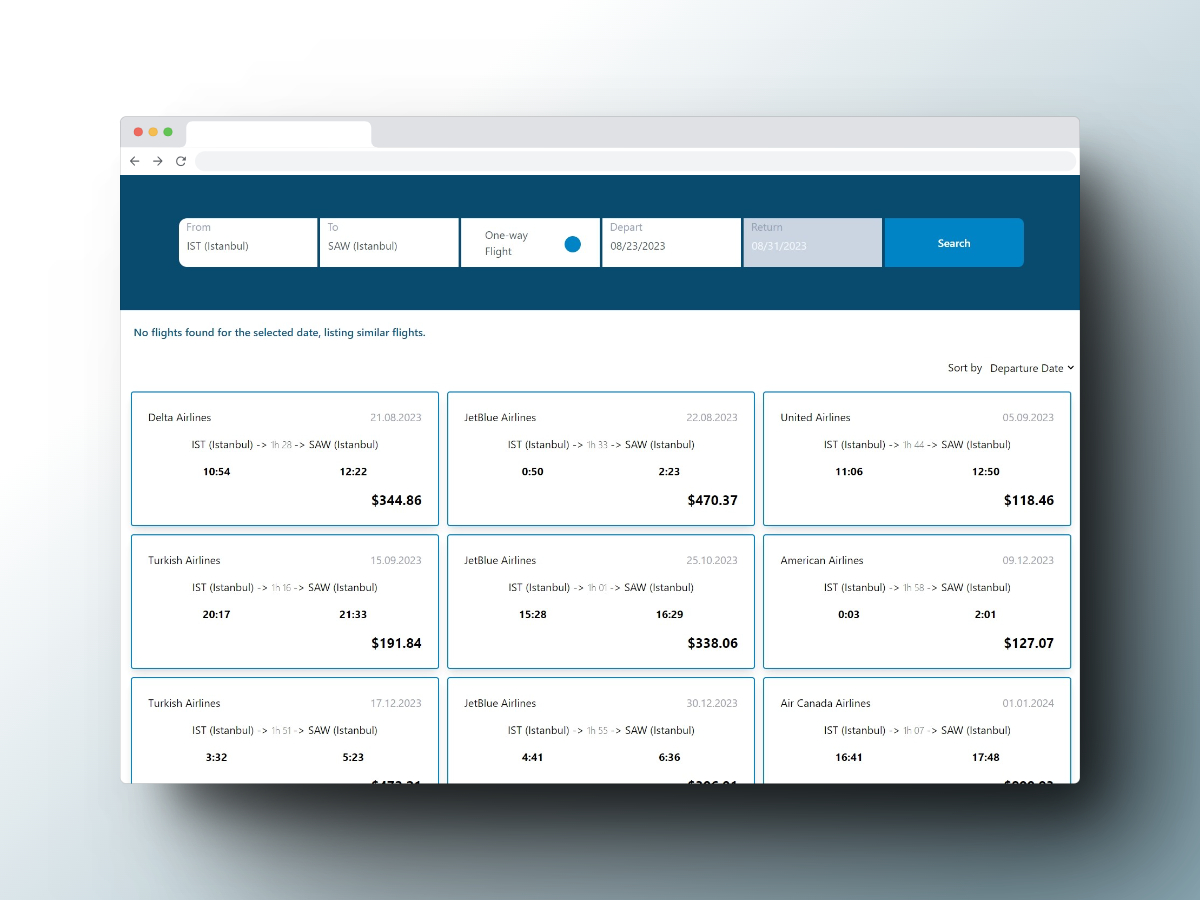 From
IST (Istanbul)
To
SAW (Istanbul)
One-way
Flight
Depart
08/23/2023
Return
08/31/2023
Search
No flights found for the selected date, listing similar flights.
Sort by Departure Date
Delta Airlines 21.08.2023
IST (Istanbul) -> 1h 28 -> SAW (Istanbul)
10:54 12:22
$344.86
JetBlue Airlines 22.08.2023
IST (Istanbul) -> 1h 33 -> SAW (Istanbul)
0:50 2:23
$470.37
United Airlines 05.09.2023
IST (Istanbul) -> 1h 44 -> SAW (Istanbul)
11:06 12:50
$118.46
Turkish Airlines 15.09.2023
IST (Istanbul) -> 1h 16 -> SAW (Istanbul)
20:17 21:33
$191.84
JetBlue Airlines 25.10.2023
IST (Istanbul) -> 1h 01 -> SAW (Istanbul)
15:28 16:29
$338.06
American Airlines 09.12.2023
IST (Istanbul) -> 1h 58 -> SAW (Istanbul)
0:03 2:01
$127.07
Turkish Airlines 17.12.2023
IST (Istanbul) -> 1h 51 -> SAW (Istanbul)
3:32 5:23
JetBlue Airlines 30.12.2023
IST (Istanbul) -> 1h 55 -> SAW (Istanbul)
4:41 6:36
Air Canada Airlines 01.01.2024
IST (Istanbul) -> 1h 07 -> SAW (Istanbul)
16:41 17:48